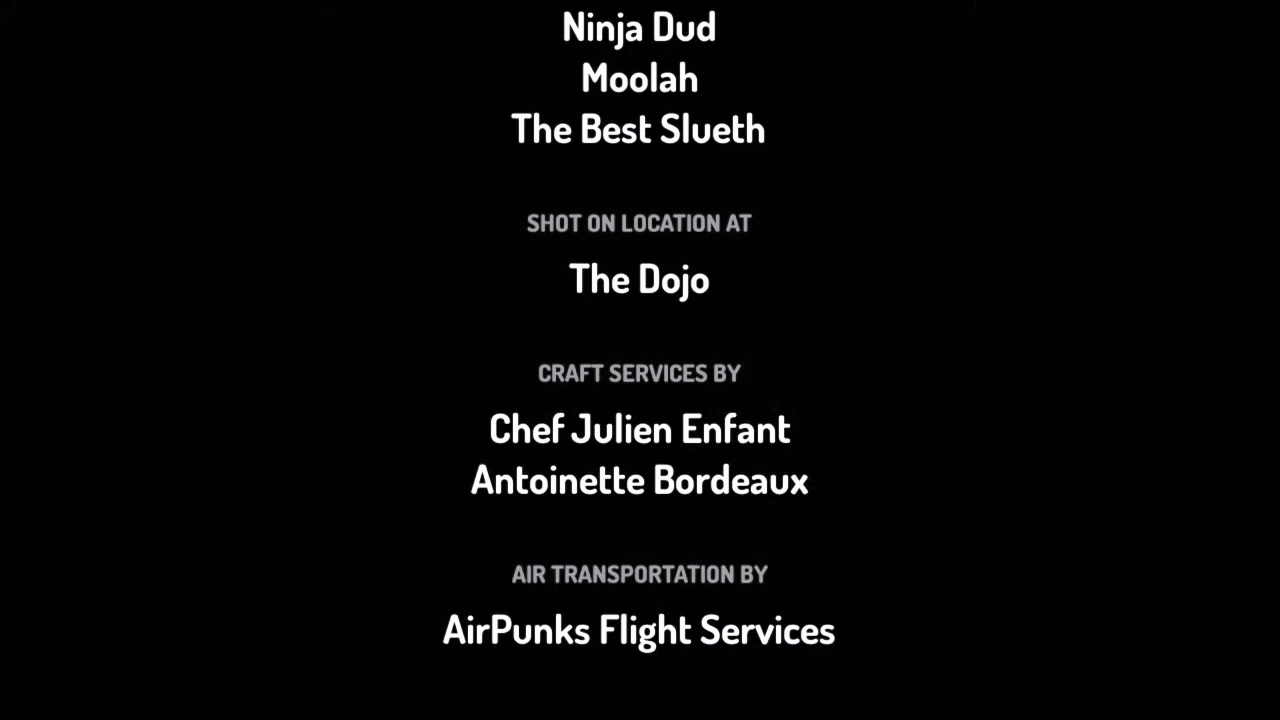 Ninja Dud
Moolah
The Best Slueth
SHOT ON LOCATION AT
The Dojo
CRAFT SERVICES BY
Chef Julien Enfant
Antoinette Bordeaux
AIR TRANSPORTATION BY
AirPunks Flight Services